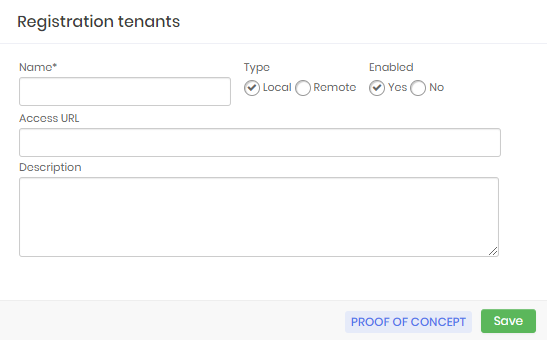 Registration tenants
Name* Type Enabled
Local Remote Yes No
Access URL
Description
PROOF OF CONCEPT Save